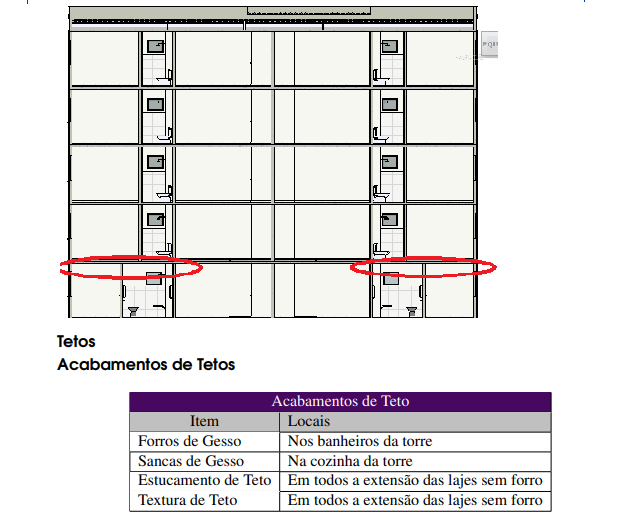 Tetos
Acabamentos de Tetos
Acabamentos de Teto
Item Locais
Forros de Gesso Nos banheiros da torre
Sancas de Gesso Na cozinha da torre
Estucamento de Teto Em todos a extensão das lajes sem forro
Textura de Teto Em todos a extensão das lajes sem forro